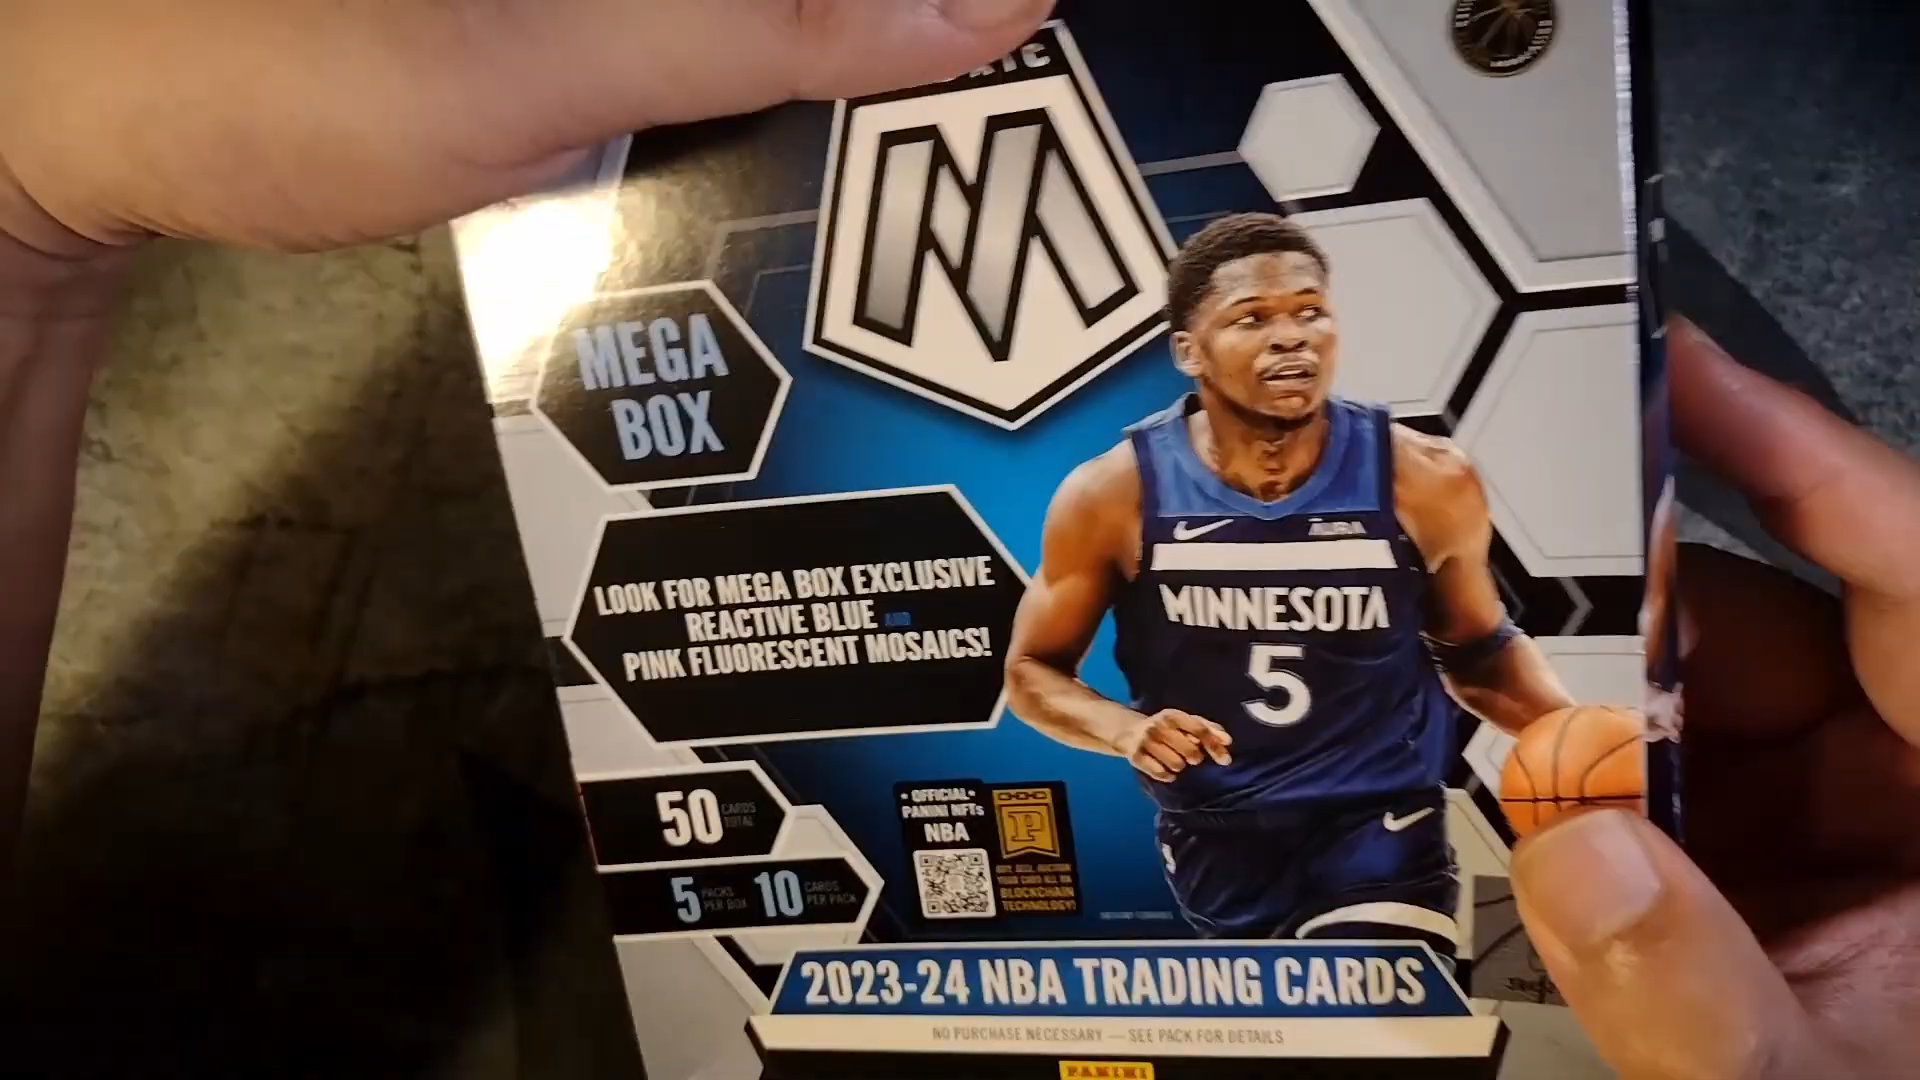 MEGA
BOX
LOOK FOR MEGA BOX EXCLUSIVE
REACTIVE BLUE AND
PINK FLUORESCENT MOSAICS!
MINNESOTA
5
50 CARDS TOTAL
5 PACKS PER BOX 10 CARDS PER PACK
• OFFICIAL •
PANINI NFTs
NBA
P
BUY, SELL, AUCTION
YOUR CARD ALL ON
BLOCKCHAIN
TECHNOLOGY!
2023-24 NBA TRADING CARDS
NO PURCHASE NECESSARY — SEE PACK FOR DETAILS
PANINI